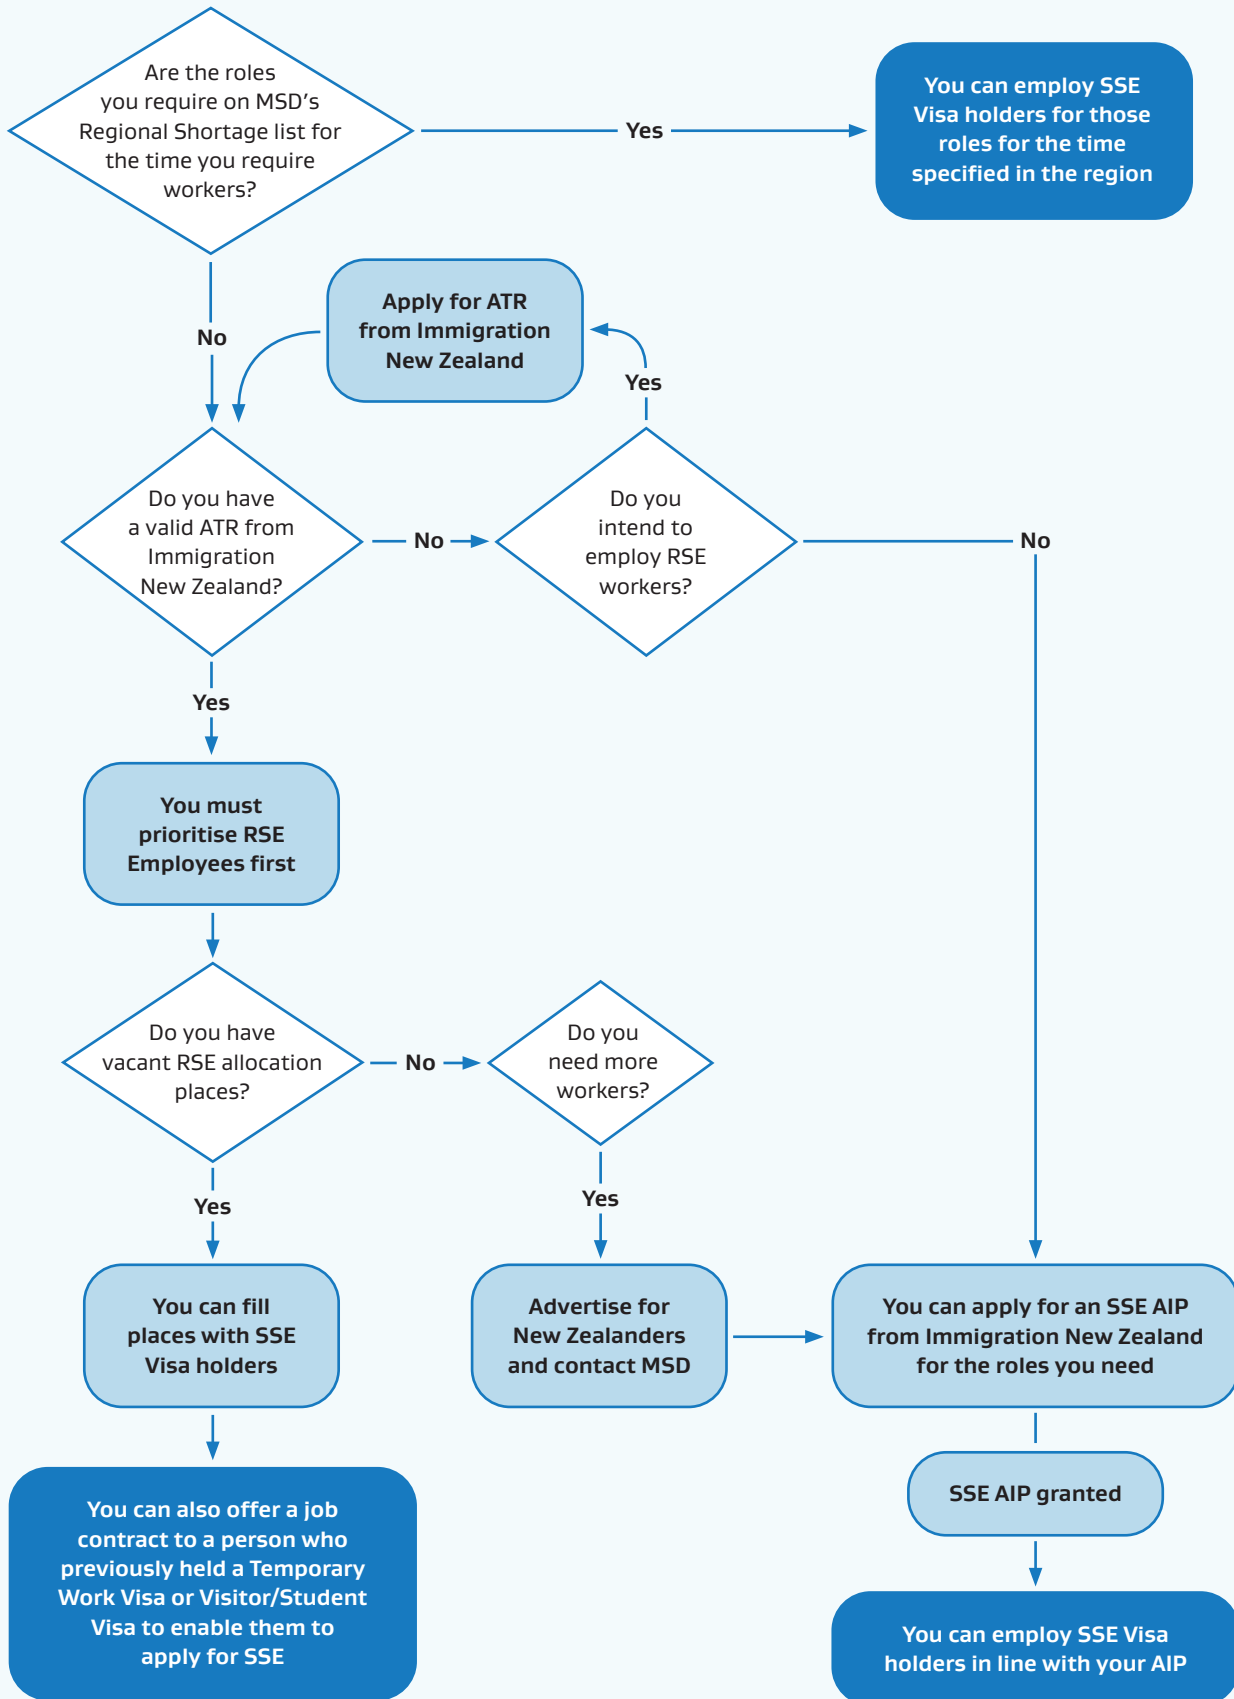 Are the roles
you require on MSD's
Regional Shortage list for
the time you require
workers?
Yes
You can employ SSE
Visa holders for those
roles for the time
specified in the region
No
Apply for ATR
from Immigration
New Zealand
Yes
Do you have
a valid ATR from
Immigration
New Zealand?
No
Do you
intend to
employ RSE
workers?
No
Yes
You must
prioritise RSE
Employees first
Do you have
vacant RSE allocation
places?
No
Do you
need more
workers?
Yes
Yes
You can fill
places with SSE
Visa holders
Advertise for
New Zealanders
and contact MSD
You can apply for an SSE AIP
from Immigration New Zealand
for the roles you need
SSE AIP granted
You can also offer a job
contract to a person who
previously held a Temporary
Work Visa or Visitor/Student
Visa to enable them to
apply for SSE
You can employ SSE Visa
holders in line with your AIP